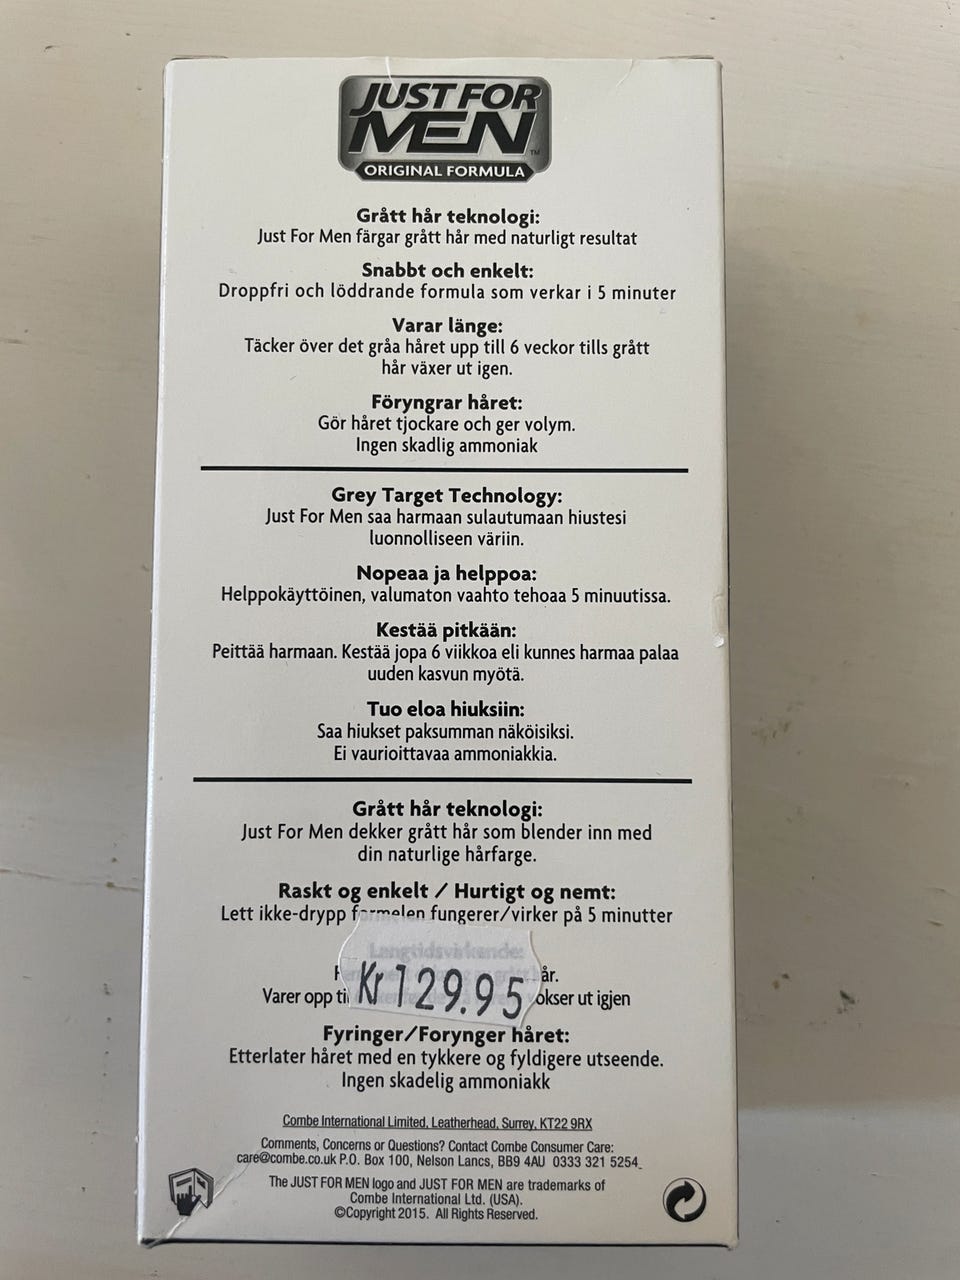 JUST FOR
MEN
TM
ORIGINAL FORMULA
Grått hår teknologi:
Just For Men färgar grått hår med naturligt resultat
Snabbt och enkelt:
Droppfri och löddrande formula som verkar i 5 minuter
Varar länge:
Täcker över det gråa håret upp till 6 veckor tills grått
hår växer ut igen.
Föryngrar håret:
Gör håret tjockare och ger volym.
Ingen skadlig ammoniak
Grey Target Technology:
Just For Men saa harmaan sulautumaan hiustesi
luonnolliseen väriin.
Nopeaa ja helppoa:
Helppokäyttöinen, valumaton vaahto tehoaa 5 minuutissa.
Kestää pitkään:
Peittää harmaan. Kestää jopa 6 viikkoa eli kunnes harmaa palaa
uuden kasvun myötä.
Tuo eloa hiuksiin:
Saa hiukset paksumman näköisiksi.
Ei vaurioittavaa ammoniakkia.
Grått hår teknologi:
Just For Men dekker grått hår som blender inn med
din naturlige hårfarge.
Raskt og enkelt / Hurtigt og nemt:
Lett ikke-drypp formelen fungerer/virker på 5 minutter
Langtidsvirkende:
år.
Varer opp til okser ut igjen
Kr 129.95
Fyringer/Forynger håret:
Etterlater håret med en tykkere og fyldigere utseende.
Ingen skadelig ammoniakk
Combe International Limited, Leatherhead, Surrey, KT22 9RX
Comments, Concerns or Questions? Contact Combe Consumer Care:
care@combe.co.uk P.O. Box 100, Nelson Lancs, BB9 4AU 0333 321 5254
The JUST FOR MEN logo and JUST FOR MEN are trademarks of
Combe International Ltd. (USA).
©Copyright 2015. All Rights Reserved.